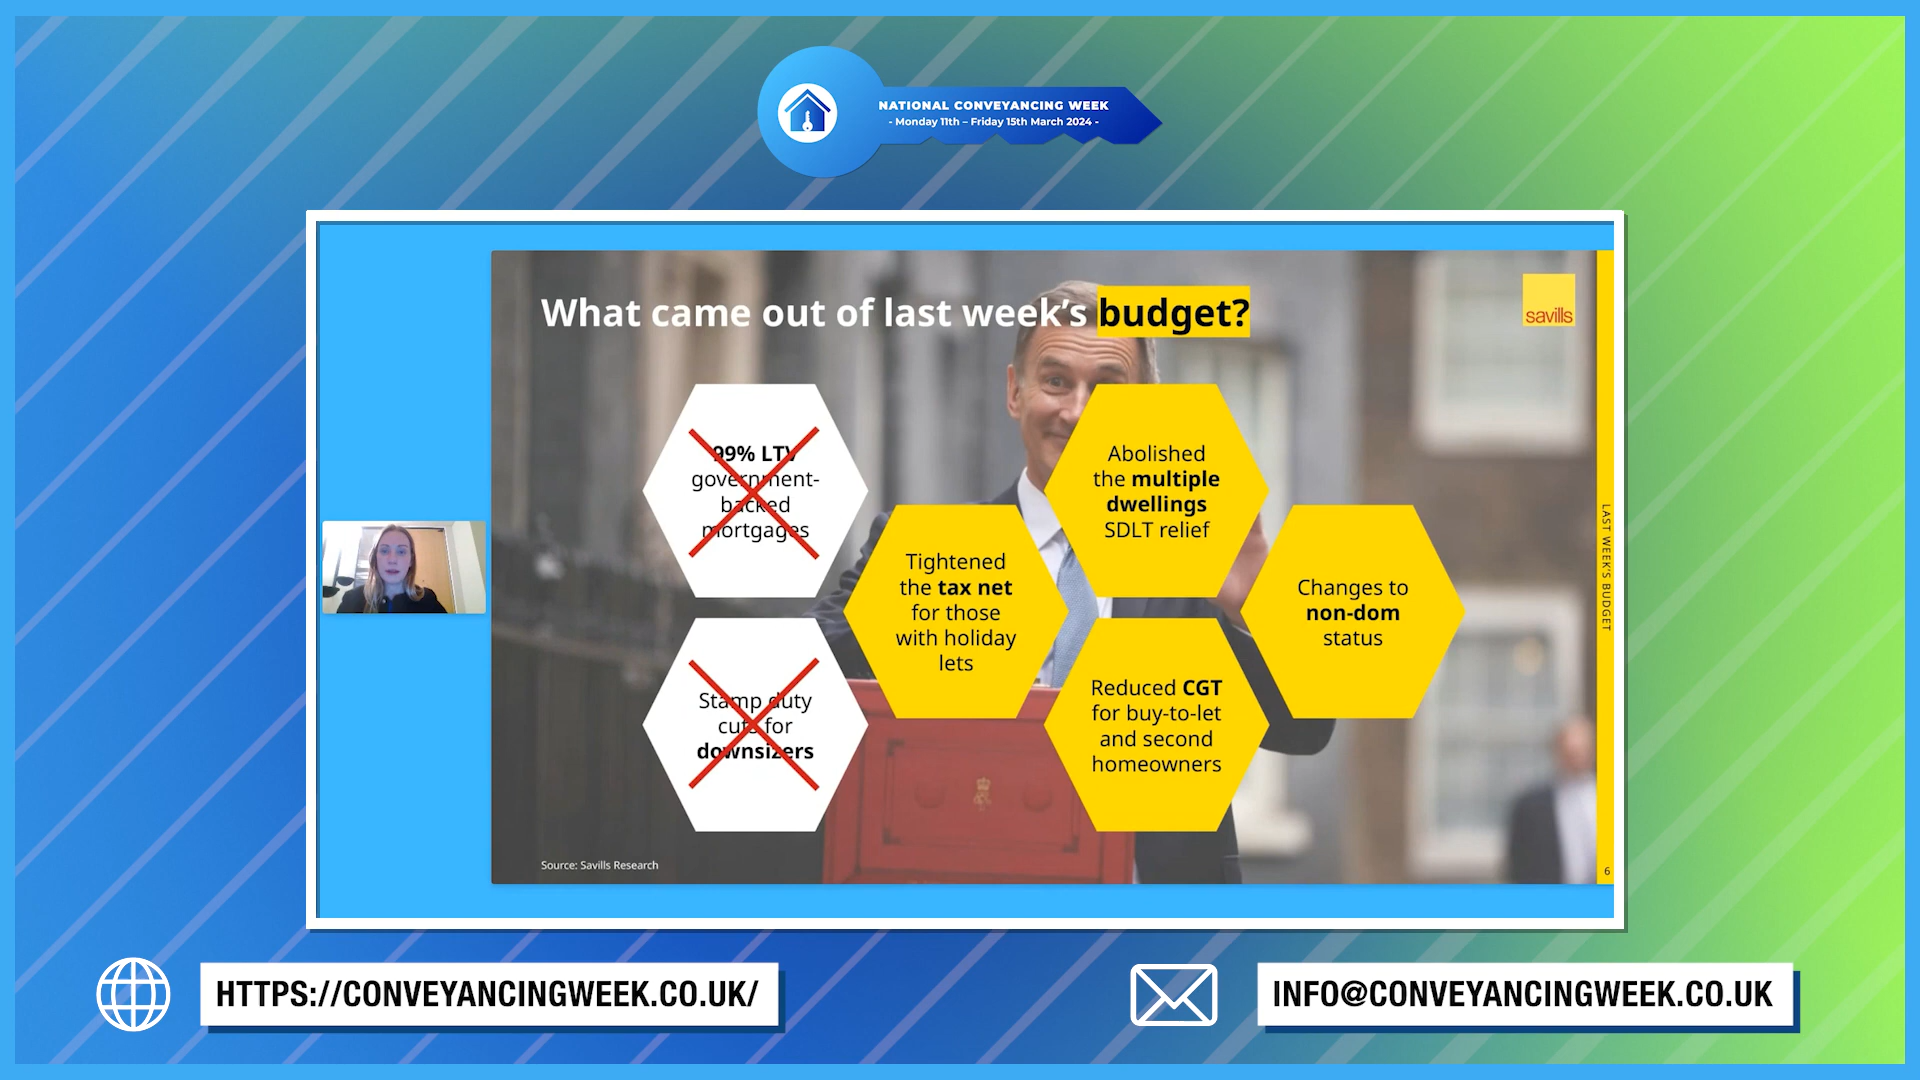 NATIONAL CONVEYANCING WEEK
- Monday 11th – Friday 15th March 2024 -
What came out of last week's budget?
savills
99% LTV
government-
backed
mortgages
Abolished
the multiple
dwellings
SDLT relief
Tightened
the tax net
for those
with holiday
lets
Changes to
non-dom
status
Stamp duty
cuts for
downsizers
Reduced CGT
for buy-to-let
and second
homeowners
LAST WEEK'S BUDGET
Source: Savills Research
6
HTTPS://CONVEYANCINGWEEK.CO.UK/
INFO@CONVEYANCINGWEEK.CO.UK